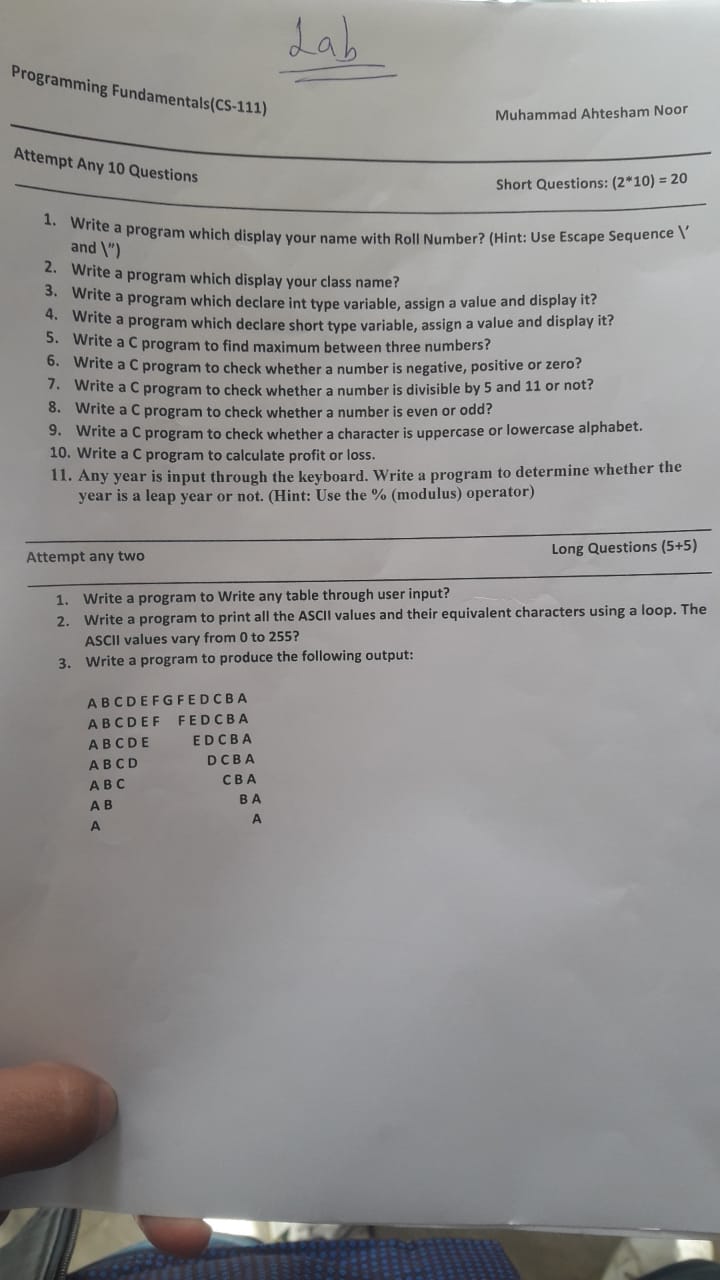 Lab
Programming Fundamentals(CS-111)
Muhammad Ahtesham Noor
Attempt Any 10 Questions
Short Questions: (2*10) = 20
1. Write a program which display your name with Roll Number? (Hint: Use Escape Sequence \'
and \")
2. Write a program which display your class name?
3. Write a program which declare int type variable, assign a value and display it?
4. Write a program which declare short type variable, assign a value and display it?
5. Write a C program to find maximum between three numbers?
6. Write a C program to check whether a number is negative, positive or zero?
7. Write a C program to check whether a number is divisible by 5 and 11 or not?
8. Write a C program to check whether a number is even or odd?
9. Write a C program to check whether a character is uppercase or lowercase alphabet.
10. Write a C program to calculate profit or loss.
11. Any year is input through the keyboard. Write a program to determine whether the
year is a leap year or not. (Hint: Use the % (modulus) operator)
Attempt any two
Long Questions (5+5)
1. Write a program to Write any table through user input?
2. Write a program to print all the ASCII values and their equivalent characters using a loop. The
ASCII values vary from 0 to 255?
3. Write a program to produce the following output:
A B C D E F G F E D C B A
A B C D E F   F E D C B A
A B C D E       E D C B A
A B C D           D C B A
A B C               C B A
A B                   B A
A                       A